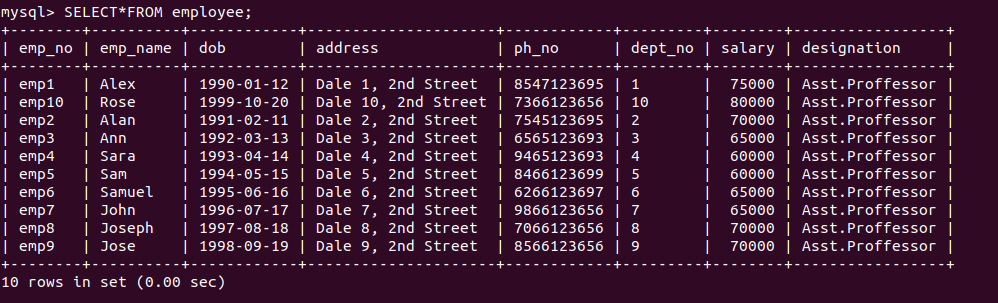 mysql> SELECT*FROM employee;
+--------+----------+------------+---------------------+------------+---------+--------+-----------------+
| emp_no | emp_name | dob        | address             | ph_no      | dept_no | salary | designation     |
+--------+----------+------------+---------------------+------------+---------+--------+-----------------+
| emp1   | Alex     | 1990-01-12 | Dale 1, 2nd Street  | 8547123695 | 1       |  75000 | Asst.Proffessor |
| emp10  | Rose     | 1999-10-20 | Dale 10, 2nd Street | 7366123656 | 10      |  80000 | Asst.Proffessor |
| emp2   | Alan     | 1991-02-11 | Dale 2, 2nd Street  | 7545123695 | 2       |  70000 | Asst.Proffessor |
| emp3   | Ann      | 1992-03-13 | Dale 3, 2nd Street  | 6565123693 | 3       |  65000 | Asst.Proffessor |
| emp4   | Sara     | 1993-04-14 | Dale 4, 2nd Street  | 9465123693 | 4       |  60000 | Asst.Proffessor |
| emp5   | Sam      | 1994-05-15 | Dale 5, 2nd Street  | 8466123699 | 5       |  60000 | Asst.Proffessor |
| emp6   | Samuel   | 1995-06-16 | Dale 6, 2nd Street  | 6266123697 | 6       |  65000 | Asst.Proffessor |
| emp7   | John     | 1996-07-17 | Dale 7, 2nd Street  | 9866123656 | 7       |  65000 | Asst.Proffessor |
| emp8   | Joseph   | 1997-08-18 | Dale 8, 2nd Street  | 7066123656 | 8       |  70000 | Asst.Proffessor |
| emp9   | Jose     | 1998-09-19 | Dale 9, 2nd Street  | 8566123656 | 9       |  70000 | Asst.Proffessor |
+--------+----------+------------+---------------------+------------+---------+--------+-----------------+
10 rows in set (0.00 sec)